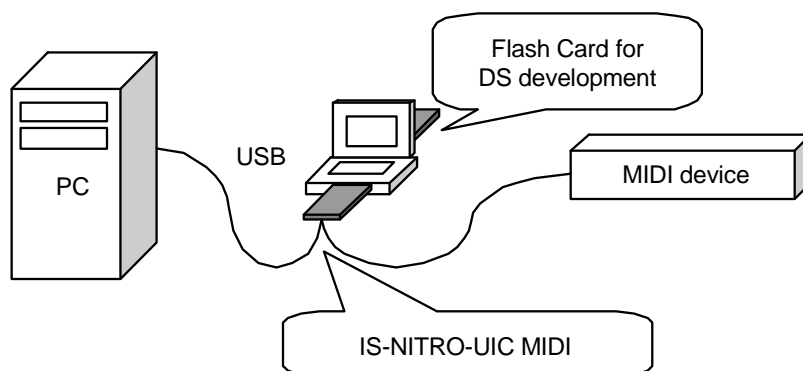 Flash Card for
DS development
USB
PC
MIDI device
IS-NITRO-UIC MIDI